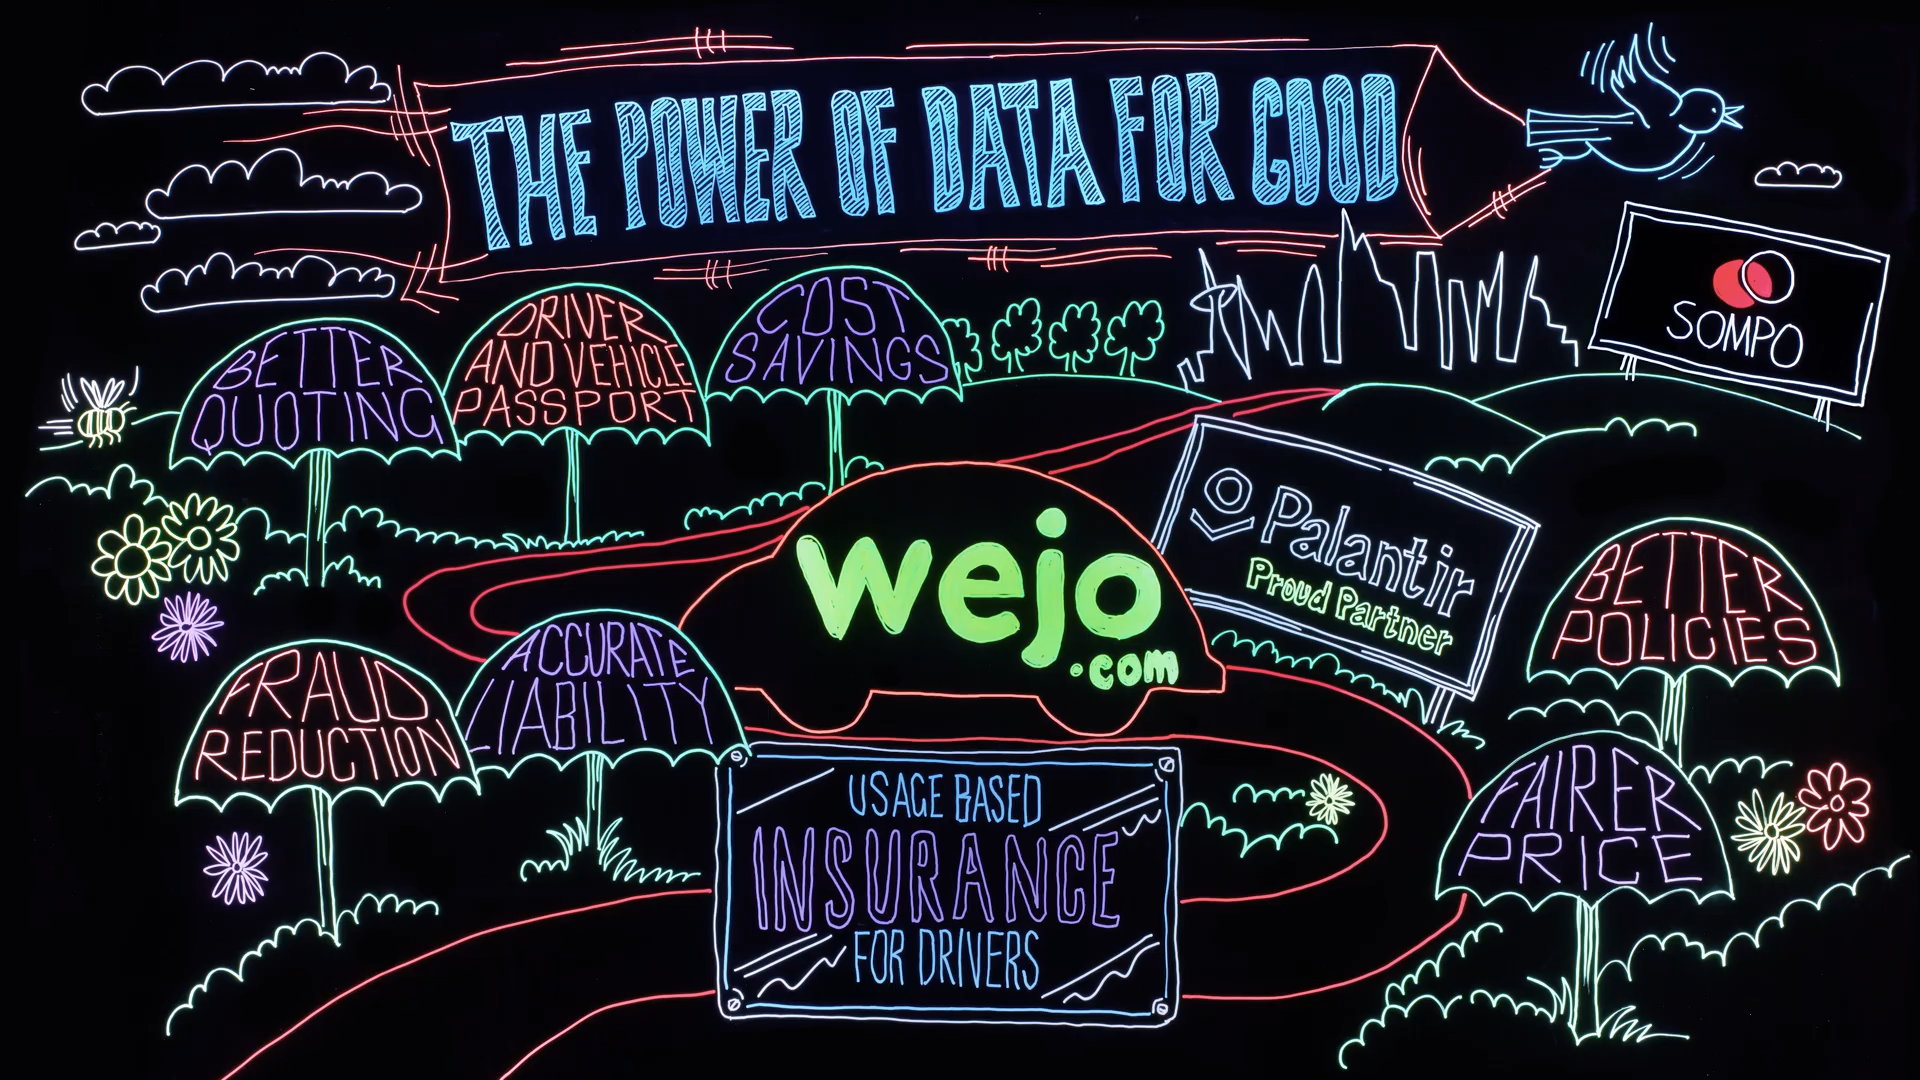 THE POWER OF DATA FOR GOOD
SOMPO
BETTER
QUOTING
DRIVER
AND VEHICLE
PASSPORT
COST
SAVINGS
Palantir
Proud Partner
wejo
.com
BETTER
POLICIES
FRAUD
REDUCTION
ACCURATE
LIABILITY
FAIRER
PRICE
USAGE BASED
INSURANCE
FOR DRIVERS